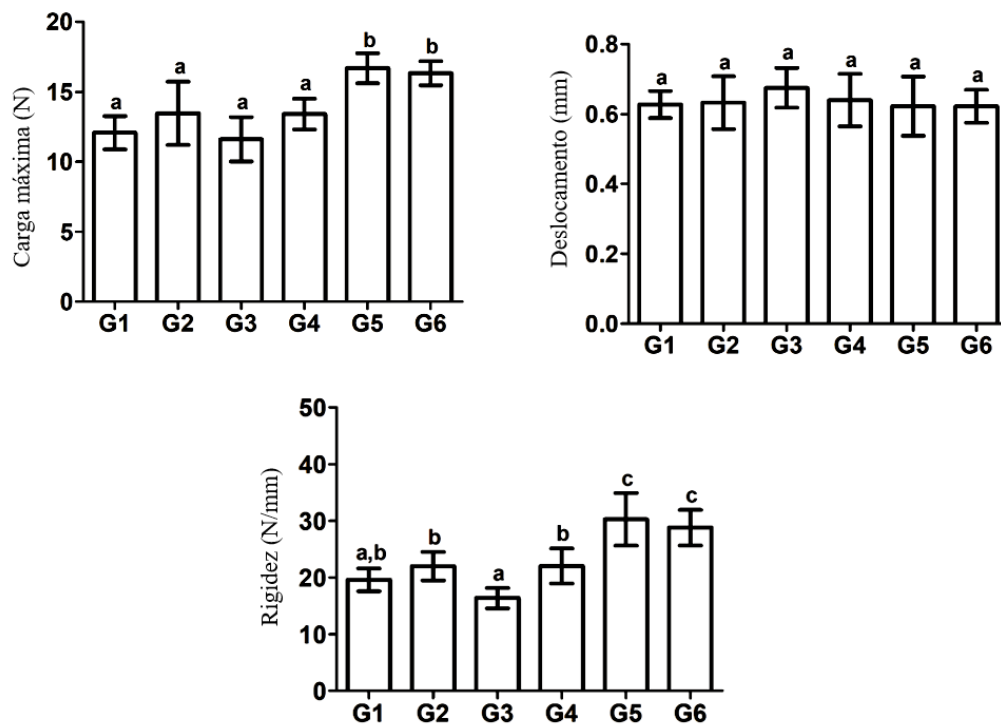 Carga máxima (N)
20
15
10
5
0
a
a
a
a
b
b
G1 G2 G3 G4 G5 G6
Deslocamento (mm)
0.8
0.6
0.4
0.2
0.0
a
a
a
a
a
a
G1 G2 G3 G4 G5 G6
Rigidez (N/mm)
50
40
30
20
10
0
a,b
b
a
b
c
c
G1 G2 G3 G4 G5 G6